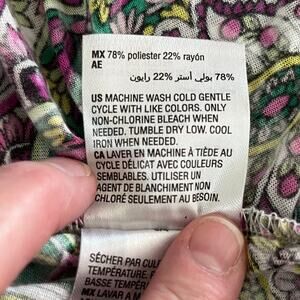 MX 78% poliester 22% rayón
AE
78% بولي أستر 22% رايون
US MACHINE WASH COLD GENTLE
CYCLE WITH LIKE COLORS. ONLY
NON-CHLORINE BLEACH WHEN
NEEDED. TUMBLE DRY LOW. COOL
IRON WHEN NEEDED.
CA LAVER EN MACHINE À TIÈDE AU
CYCLE DÉLICAT AVEC COULEURS
SEMBLABLES. UTILISER UN
AGENT DE BLANCHIMENT NON
CHLORÉ SEULEMENT AU BESOIN.
SÉCHER PAR
TEMPÉRATURE.
BASSE
MX LAVAR A